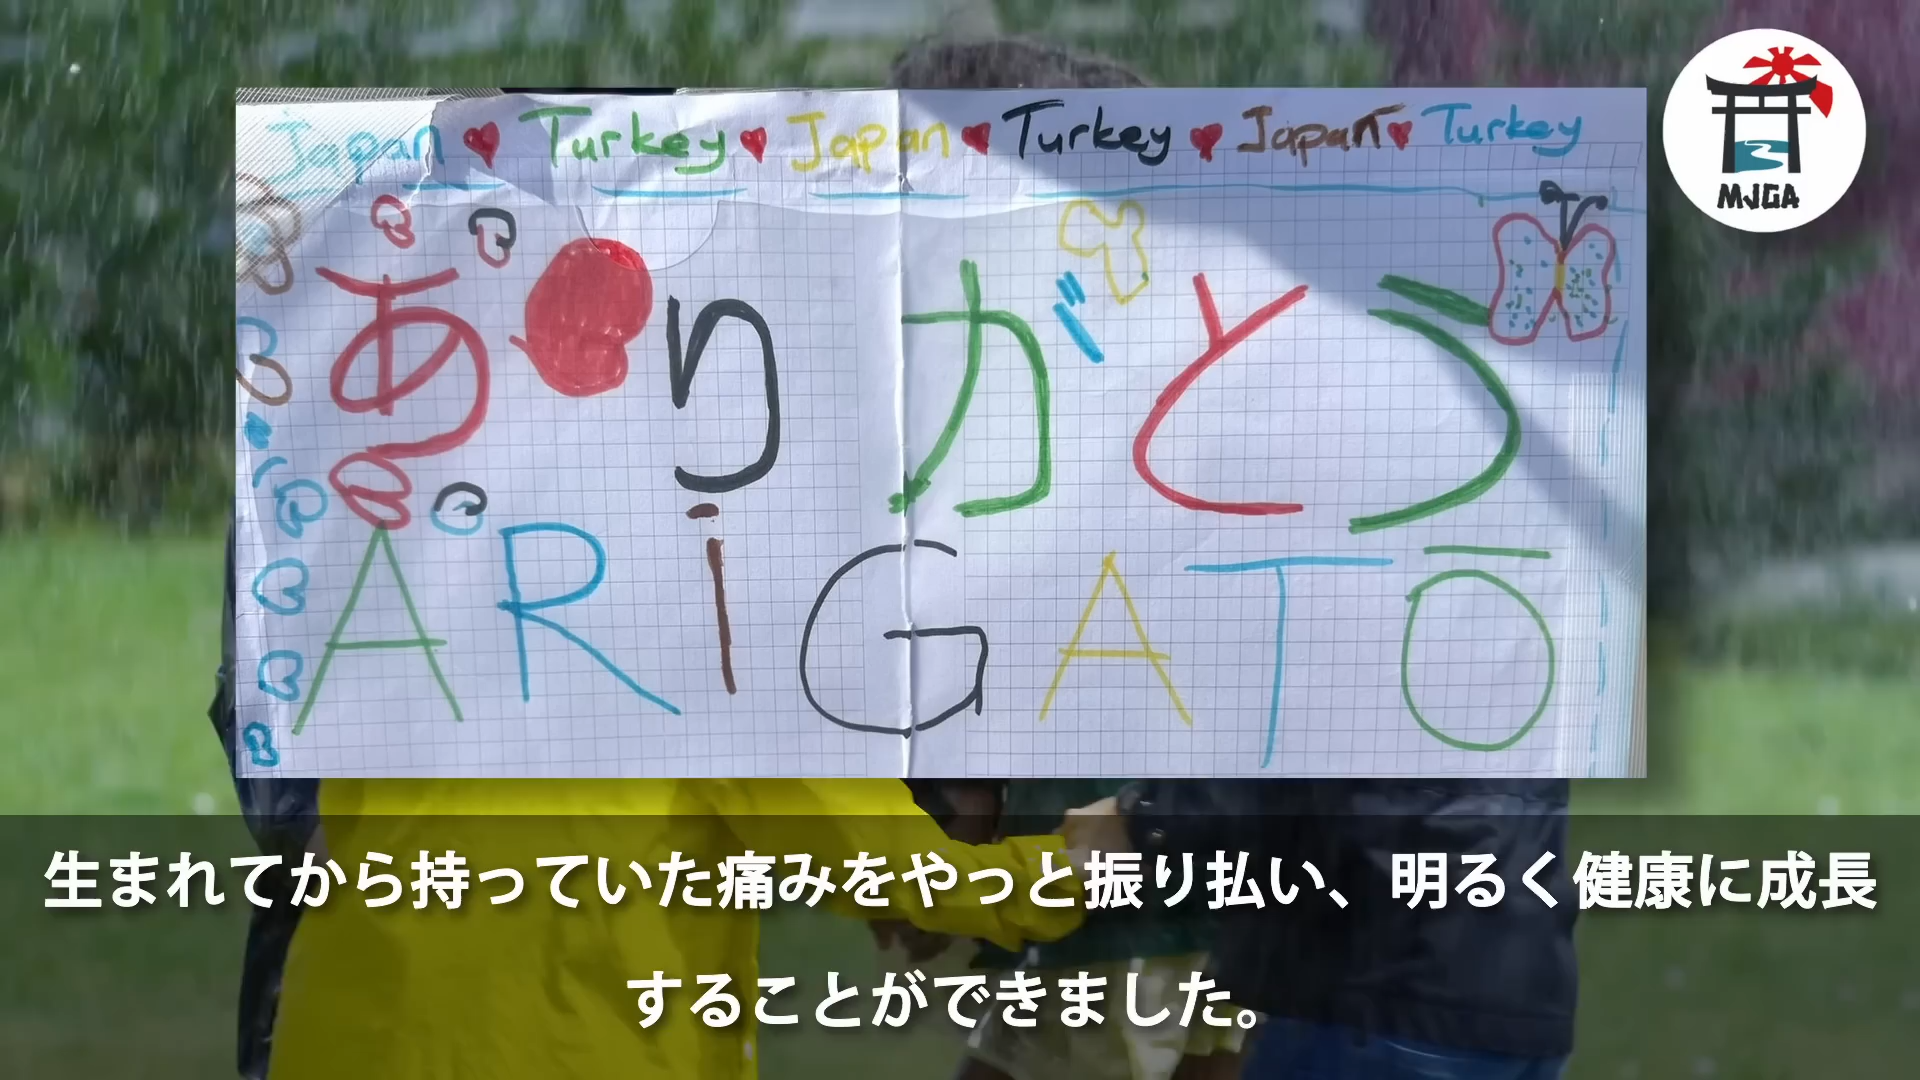 Japan Turkey Japan Turkey Japan Turkey
MJGA
ありがとう
ARiGATŌ
生まれてから持っていた痛みをやっと振り払い、明るく健康に成長
することができました。